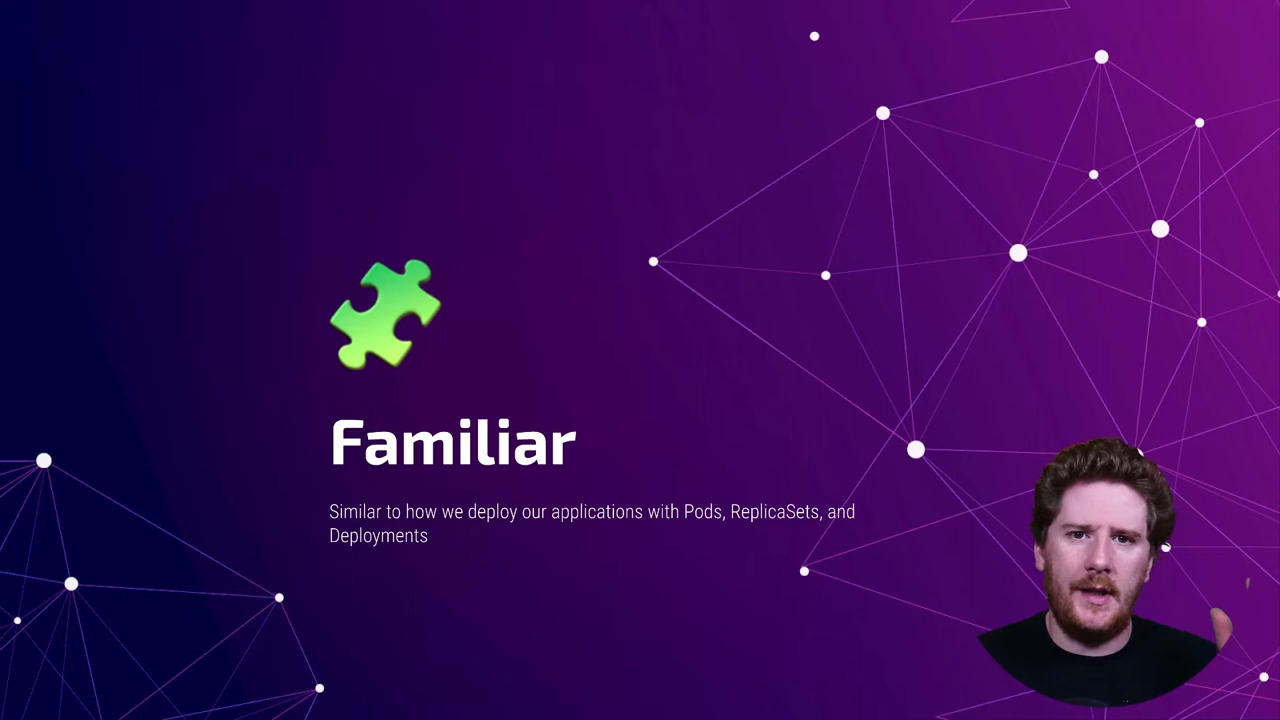 Familiar
Similar to how we deploy our applications with Pods, ReplicaSets, and
Deployments